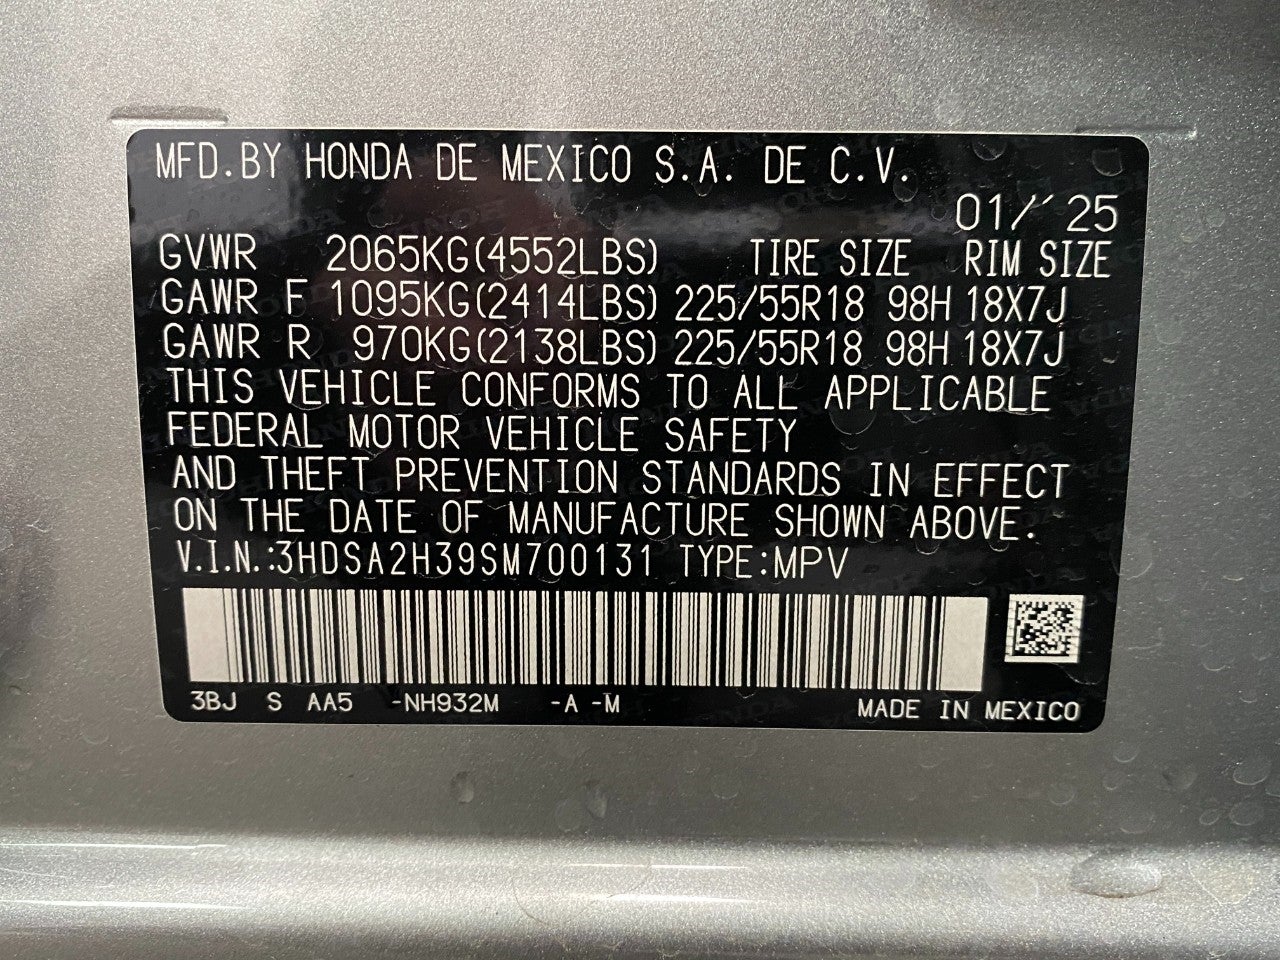 MFD.BY HONDA DE MEXICO S.A. DE C.V.
01/'25
GVWR 2065KG(4552LBS) TIRE SIZE RIM SIZE
GAWR F 1095KG(2414LBS) 225/55R18 98H 18X7J
GAWR R 970KG(2138LBS) 225/55R18 98H 18X7J
THIS VEHICLE CONFORMS TO ALL APPLICABLE
FEDERAL MOTOR VEHICLE SAFETY
AND THEFT PREVENTION STANDARDS IN EFFECT
ON THE DATE OF MANUFACTURE SHOWN ABOVE.
V.I.N.:3HDSA2H39SM700131 TYPE:MPV
3BJ S AA5 -NH932M -A -M MADE IN MEXICO